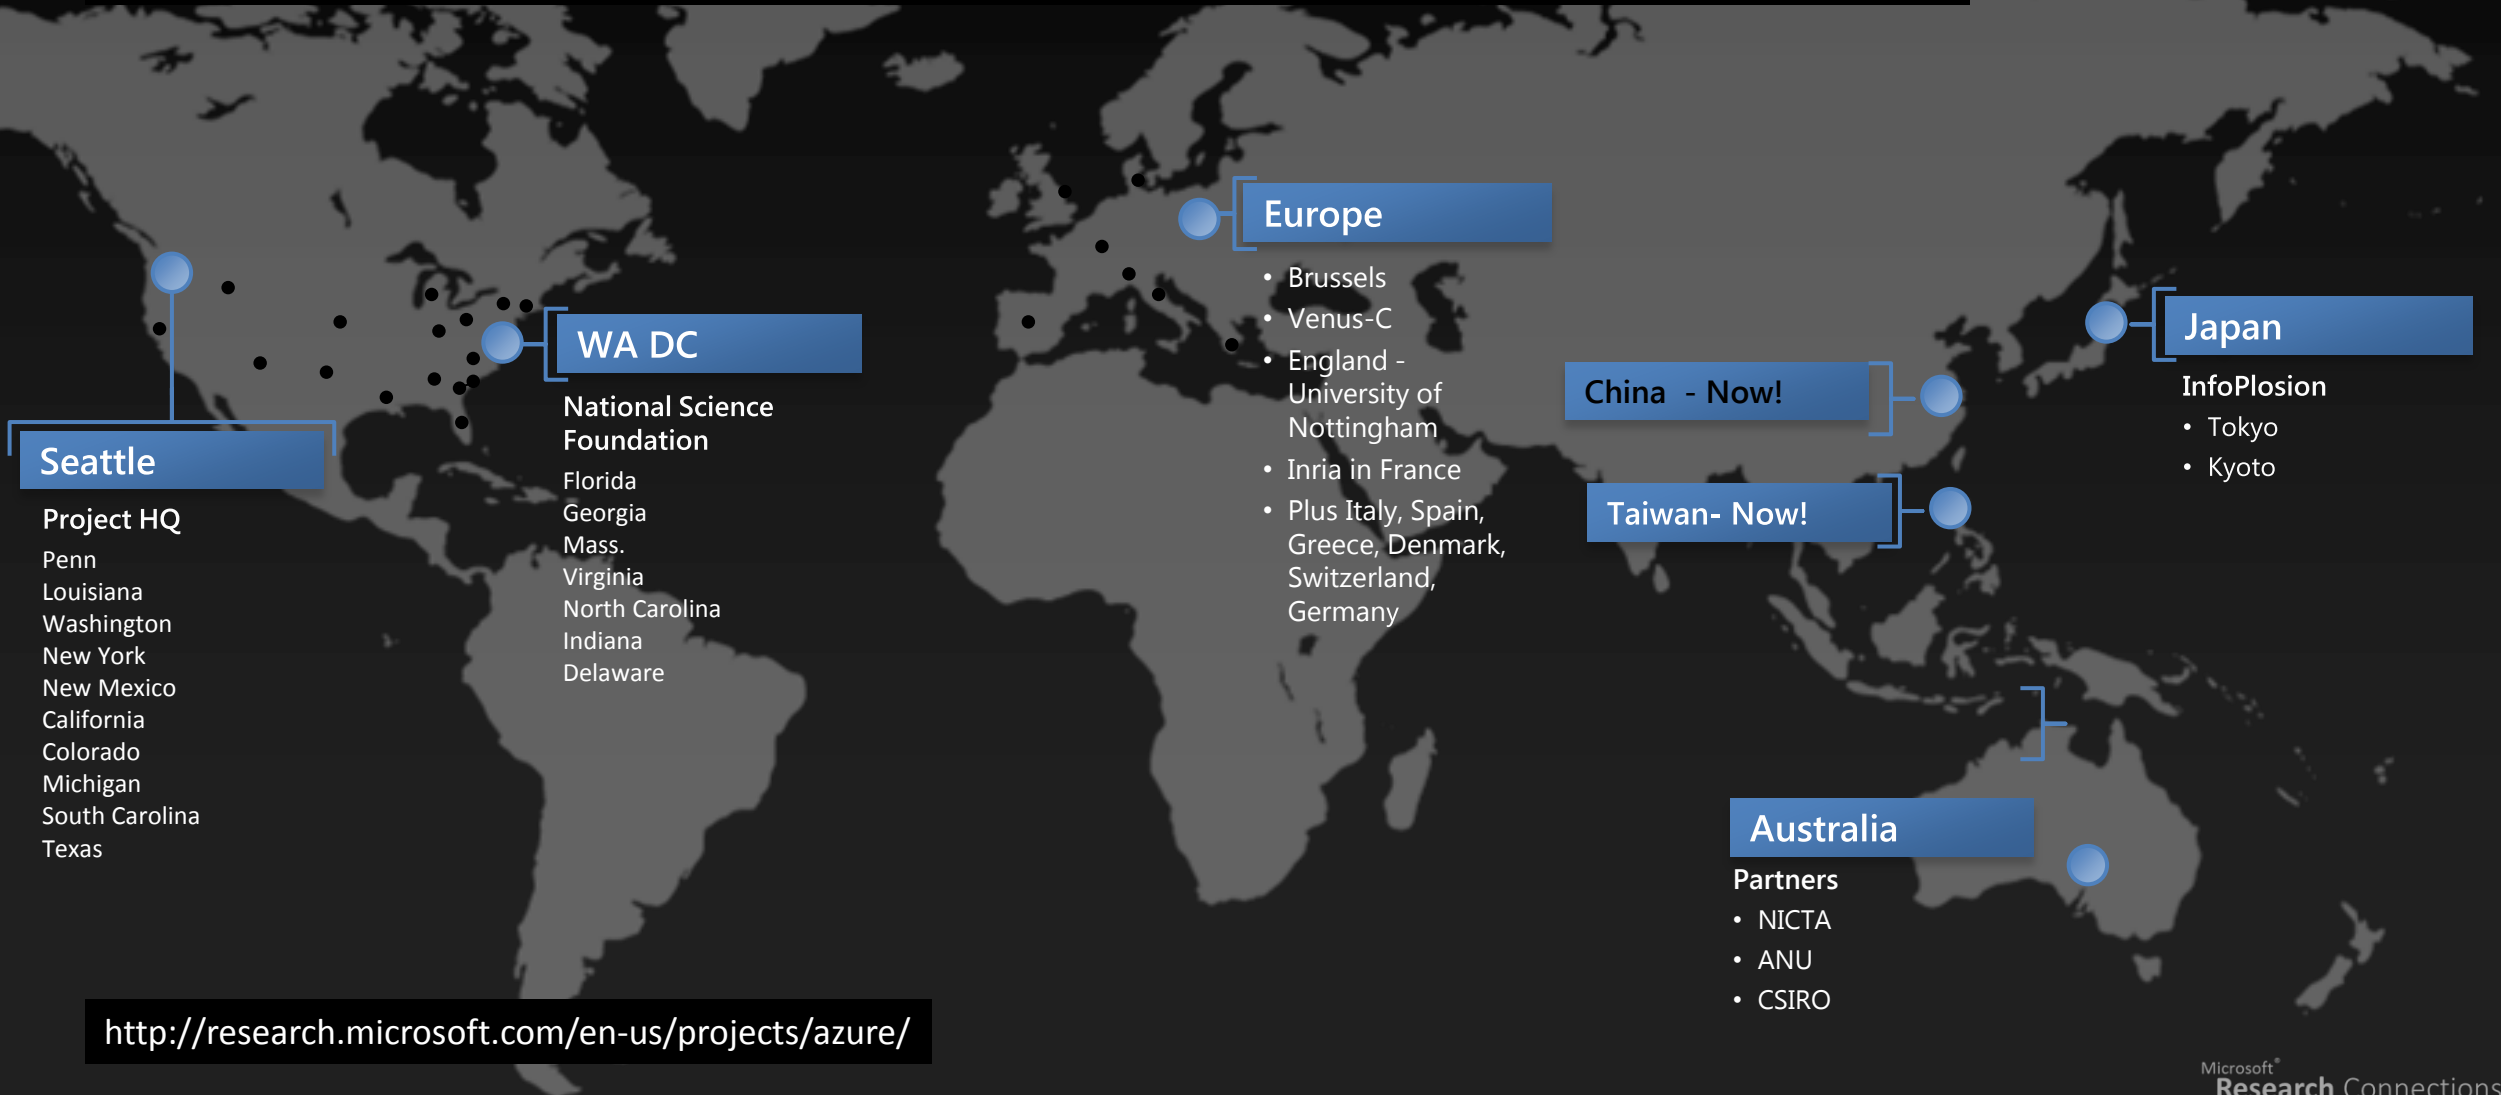 Seattle
Project HQ
Penn
Louisiana
Washington
New York
New Mexico
California
Colorado
Michigan
South Carolina
Texas
WA DC
National Science
Foundation
Florida
Georgia
Mass.
Virginia
North Carolina
Indiana
Delaware
Europe
• Brussels
• Venus-C
• England -
University of
Nottingham
• Inria in France
• Plus Italy, Spain,
Greece, Denmark,
Switzerland,
Germany
China - Now!
Taiwan- Now!
Japan
InfoPlosion
• Tokyo
• Kyoto
Australia
Partners
• NICTA
• ANU
• CSIRO
http://research.microsoft.com/en-us/projects/azure/
Microsoft®
Research Connections